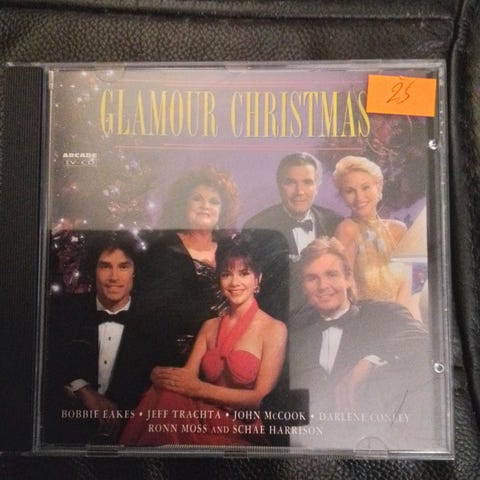 GLAMOUR CHRISTMAS
25
ARCADE
TV-CD
BOBBIE EAKES • JEFF TRACHTA • JOHN McCOOK • DARLENE CONLEY
RONN MOSS AND SCHAE HARRISON